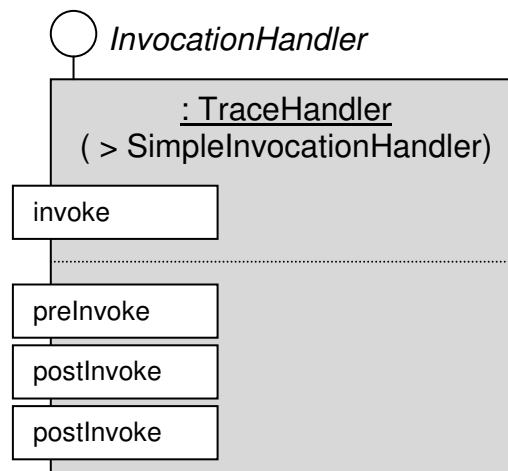 InvocationHandler
: TraceHandler
( > SimpleInvocationHandler)
invoke
preInvoke
postInvoke
postInvoke